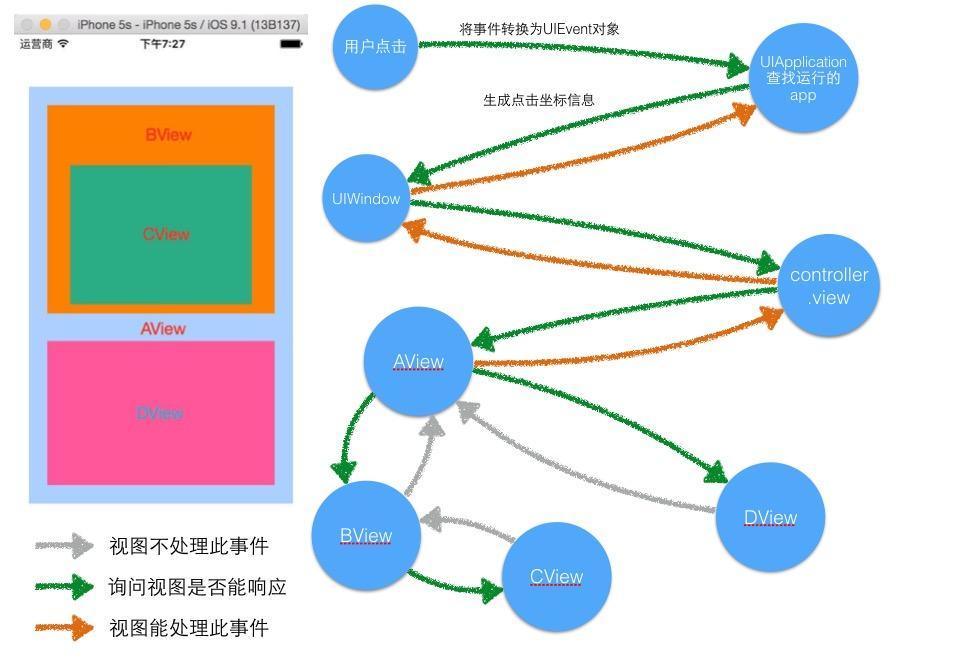 iPhone 5s - iPhone 5s / iOS 9.1 (13B137)
运营商 下午7:27
BView
CView
AView
DView
视图不处理此事件
询问视图是否能响应
视图能处理此事件
用户点击
将事件转换为UIEvent对象
UIApplication
查找运行的
app
生成点击坐标信息
UIWindow
controller
.view
AView
BView
CView
DView